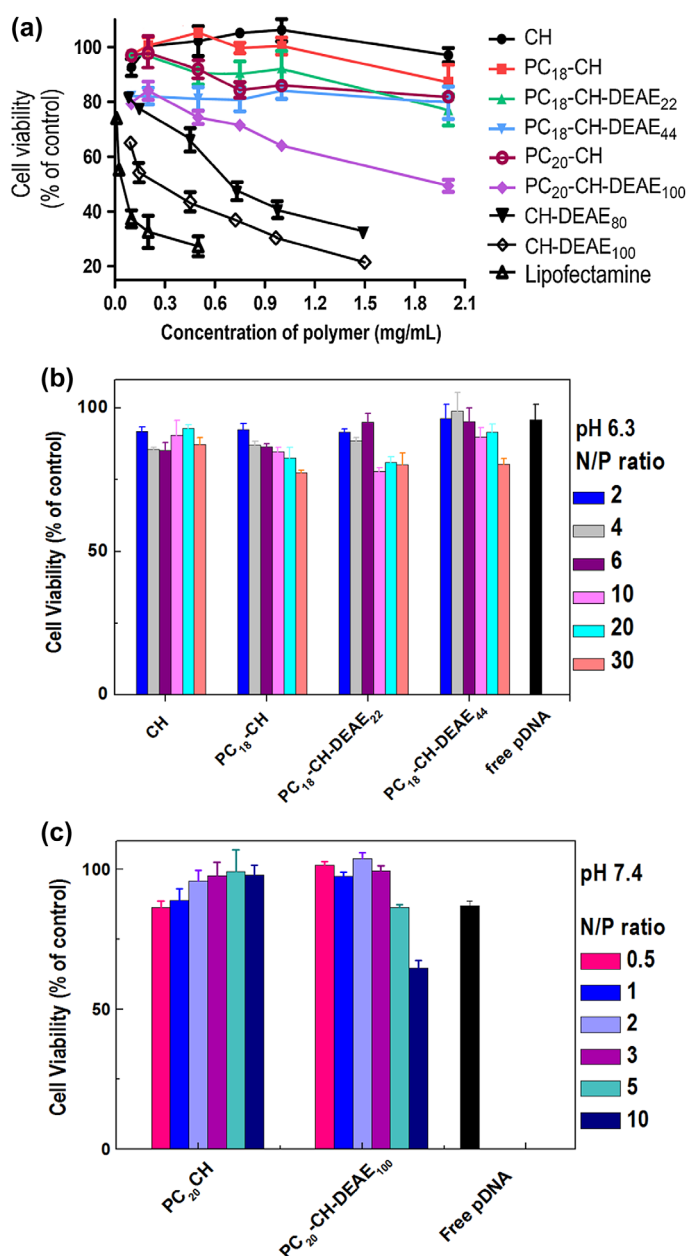 (a)
Cell viability
(% of control)
100
80
60
40
20
0.0 0.3 0.6 0.9 1.2 1.5 1.8 2.1
Concentration of polymer (mg/mL)
CH
PC18-CH
PC18-CH-DEAE22
PC18-CH-DEAE44
PC20-CH
PC20-CH-DEAE100
CH-DEAE80
CH-DEAE100
Lipofectamine
(b)
Cell Viability (% of control)
100
50
0
CH
PC18-CH
PC18-CH-DEAE22
PC18-CH-DEAE44
free pDNA
pH 6.3
N/P ratio
2
4
6
10
20
30
(c)
Cell Viability (% of control)
100
50
0
PC20CH
PC20-CH-DEAE100
Free pDNA
pH 7.4
N/P ratio
0.5
1
2
3
5
10